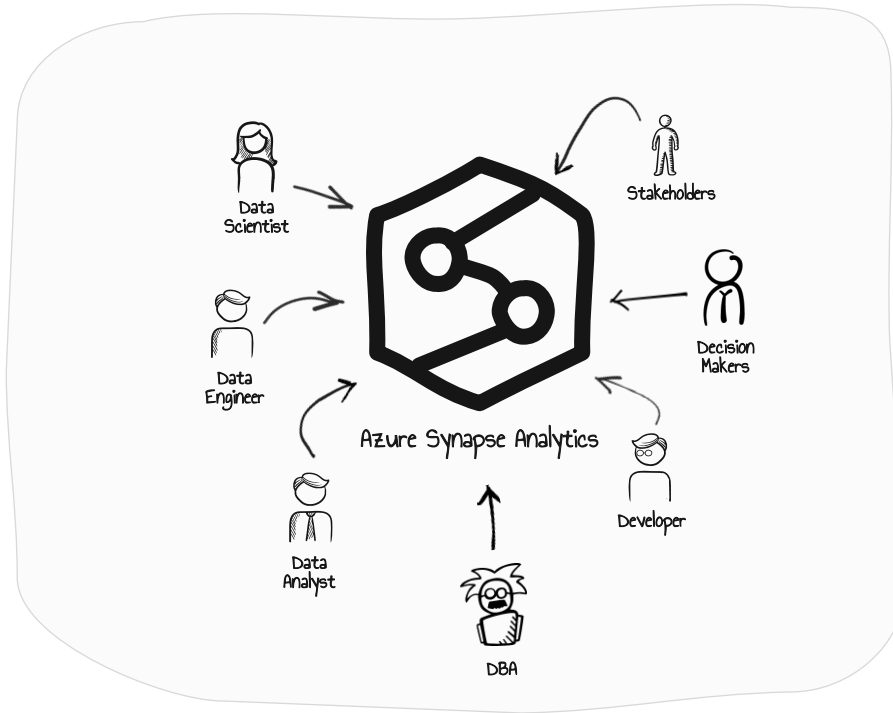 Stakeholders
Data
Scientist
Decision
Makers
Data
Engineer
Azure Synapse Analytics
Developer
Data
Analyst
DBA